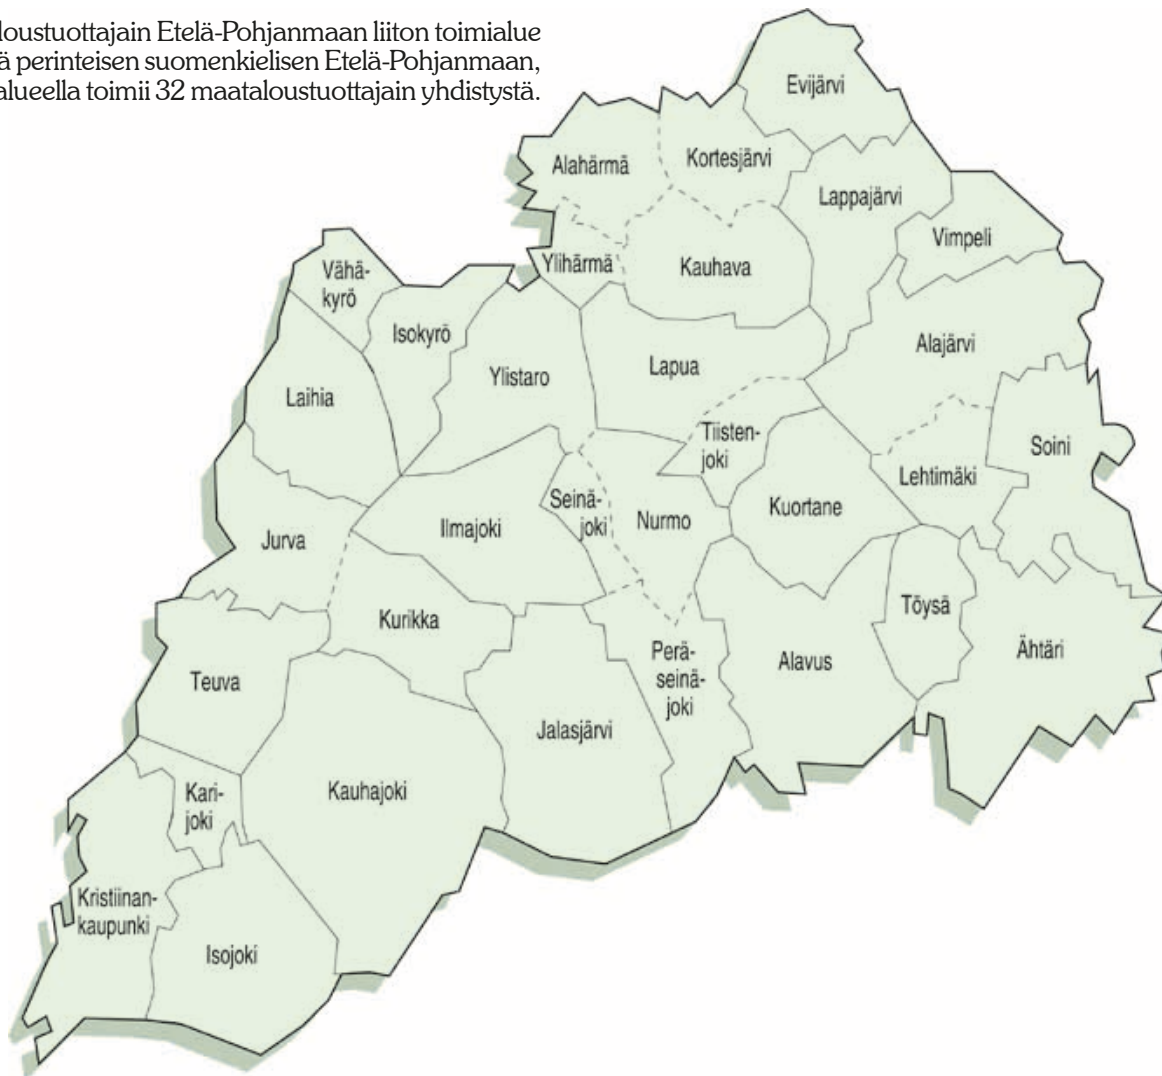 loustuottajain Etelä-Pohjanmaan liiton toimialue
ä perinteisen suomenkielisen Etelä-Pohjanmaan,
alueella toimii 32 maataloustuottajain yhdistystä.
Evijärvi
Alahärmä
Kortesjärvi
Lappajärvi
Vimpeli
Ylihärmä
Kauhava
Vähä-
kyrö
Isokyrö
Ylistaro
Lapua
Alajärvi
Laihia
Tiisten-
joki
Soini
Lehtimäki
Seinä-
joki
Nurmo
Kuortane
Ilmajoki
Jurva
Kurikka
Töysä
Ähtäri
Alavus
Perä-
seinä-
joki
Teuva
Jalasjärvi
Kauhajoki
Kari-
joki
Kristiinan-
kaupunki
Isojoki